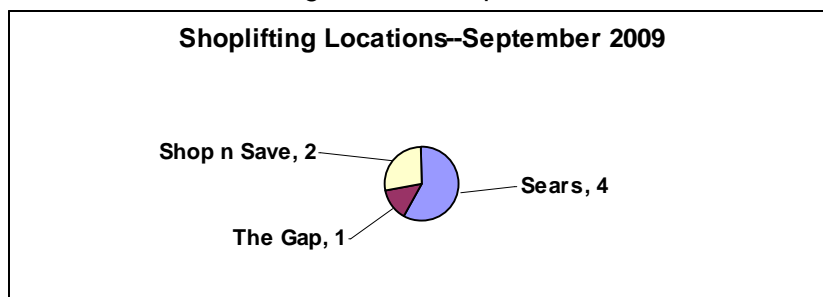 Shoplifting Locations--September 2009
Shop n Save, 2
Sears, 4
The Gap, 1